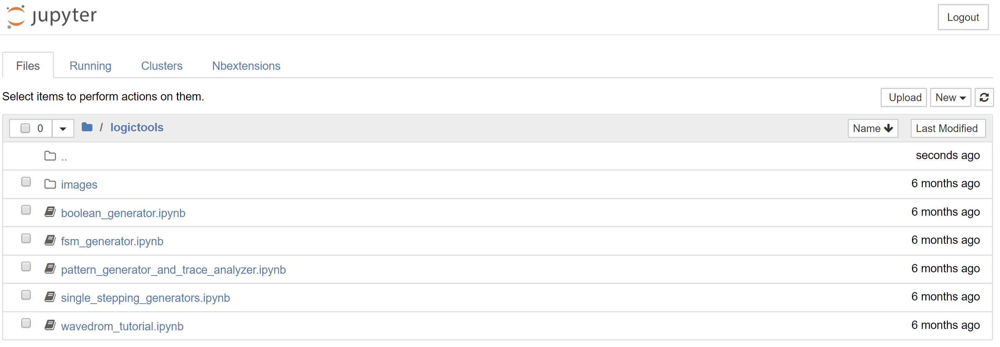 jupyter
Logout
Files Running Clusters Nbextensions
Select items to perform actions on them.
Upload New
0 / logictools Name Last Modified
.. seconds ago
images 6 months ago
boolean_generator.ipynb 6 months ago
fsm_generator.ipynb 6 months ago
pattern_generator_and_trace_analyzer.ipynb 6 months ago
single_stepping_generators.ipynb 6 months ago
wavedrom_tutorial.ipynb 6 months ago